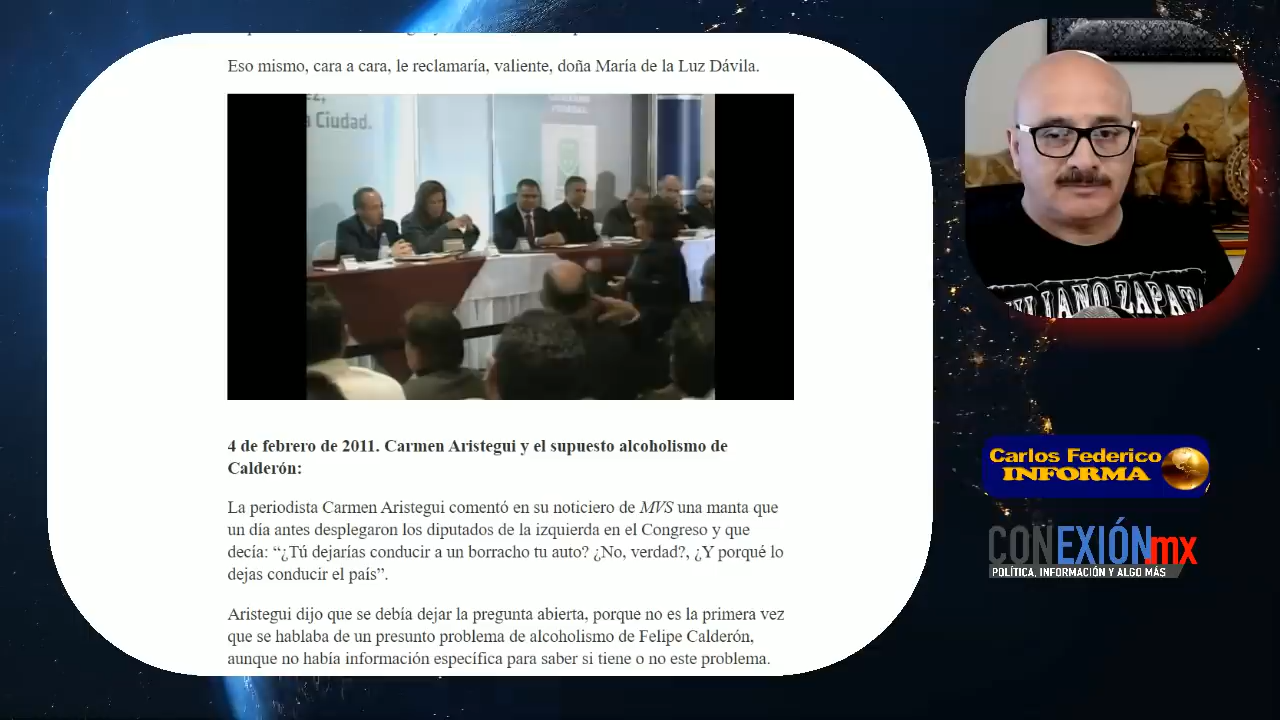 Eso mismo, cara a cara, le reclamaría, valiente, doña María de la Luz Dávila.
Ciudad.
4 de febrero de 2011. Carmen Aristegui y el supuesto alcoholismo de
Calderón:
La periodista Carmen Aristegui comentó en su noticiero de MVS una manta que
un día antes desplegaron los diputados de la izquierda en el Congreso y que
decía: “¿Tú dejarías conducir a un borracho tu auto? ¿No, verdad?, ¿Y porqué lo
dejas conducir el país”.
Aristegui dijo que se debía dejar la pregunta abierta, porque no es la primera vez
que se hablaba de un presunto problema de alcoholismo de Felipe Calderón,
aunque no había información específica para saber si tiene o no este problema.
ZAPAT
Carlos Federico
INFORMA
CONEXIÓN.mx
POLÍTICA, INFORMACIÓN Y ALGO MÁS